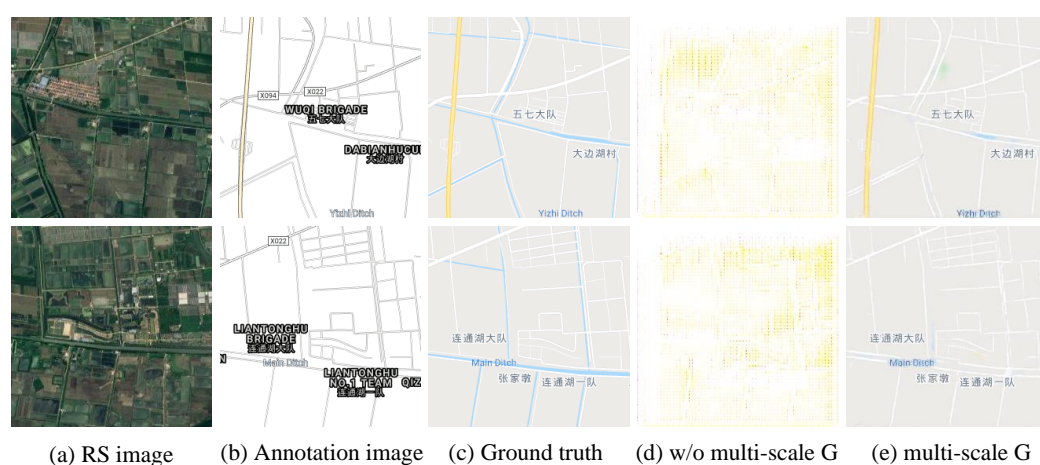 X094
X022
WUQI BRIGADE
五七大队
DABIANHUCU
大边湖村
Yizhi Ditch
五七大队
大边湖村
Yizhi Ditch
五七大队
大边湖村
Yizhi Ditch
X022
LIANTONGHU
BRIGADE
连通湖大队
Main Ditch
LIANTONGHU
NO.1 TEAM QIZ
连通湖一队
连通湖大队
Main Ditch
张家墩 连通湖一队
连通湖大队
Main Ditch
张家墩 连通湖一队
(a) RS image (b) Annotation image (c) Ground truth (d) w/o multi-scale G (e) multi-scale G